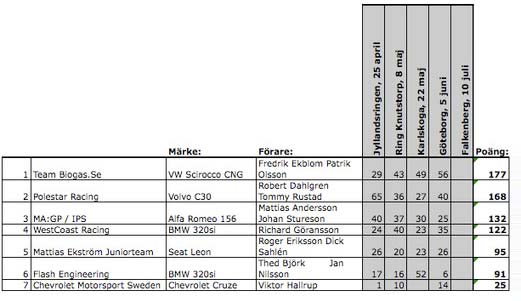 Jyllandsringen, 25 april
Ring Knutstorp, 8 maj
Karlskoga, 22 maj
Göteborg, 5 juni
Falkenberg, 10 juli
Märke: Förare: Poäng:
1 Team Biogas.Se VW Scirocco CNG Fredrik Ekblom Patrik Olsson 29 43 49 56 177
2 Polestar Racing Volvo C30 Robert Dahlgren Tommy Rustad 65 36 27 40 168
3 MA:GP / IPS Alfa Romeo 156 Mattias Andersson Johan Stureson 40 37 30 25 132
4 WestCoast Racing BMW 320si Richard Göransson 24 40 23 35 122
5 Mattias Ekström Juniorteam Seat Leon Roger Eriksson Dick Sahlén 26 20 23 26 95
6 Flash Engineering BMW 320si Thed Björk Jan Nilsson 17 16 52 6 91
7 Chevrolet Motorsport Sweden Chevrolet Cruze Viktor Hallrup 1 10 14 25